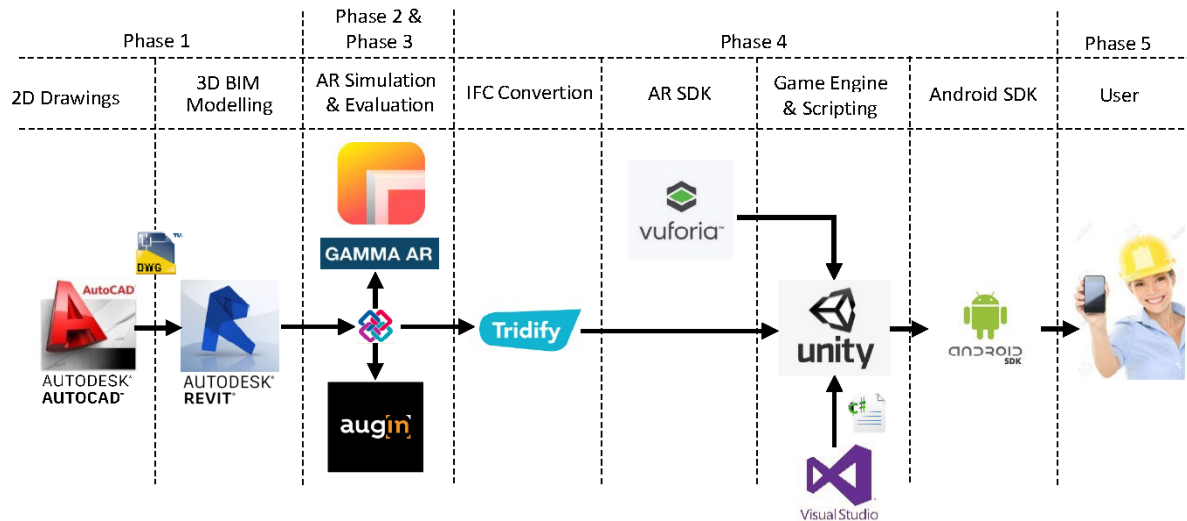 Phase 1
Phase 2 &
Phase 3
Phase 4
Phase 5
2D Drawings
3D BIM
Modelling
AR Simulation
& Evaluation
IFC Convertion
AR SDK
Game Engine
& Scripting
Android SDK
User
GAMMA AR
vuforia™
DWG
AutoCAD
AUTODESK®
AUTOCAD™
AUTODESK®
REVIT®
Tridify
unity
ANDROID
SDK
augin
C#
Visual Studio